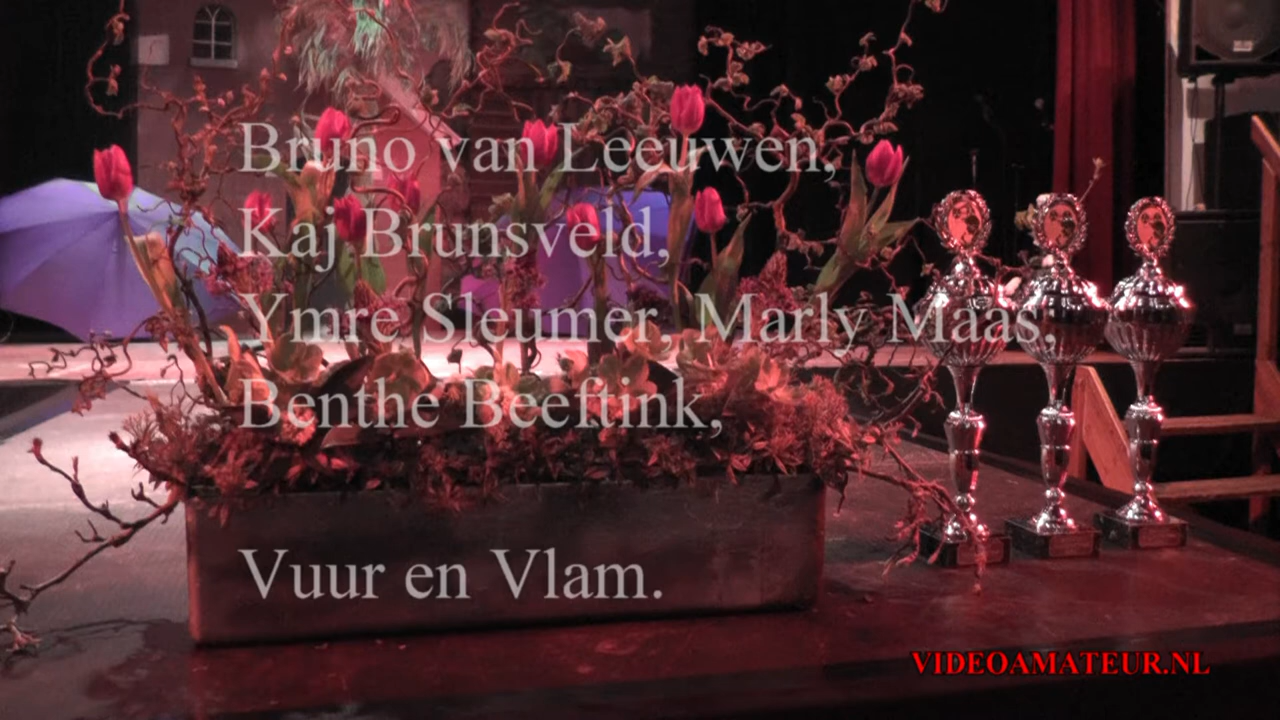 Bruno van Leeuwen,
Kaj Brunsveld,
Ymre Sleumer, Marly Maas,
Benthe Beeftink,
Vuur en Vlam.
VIDEOAMATEUR.NL